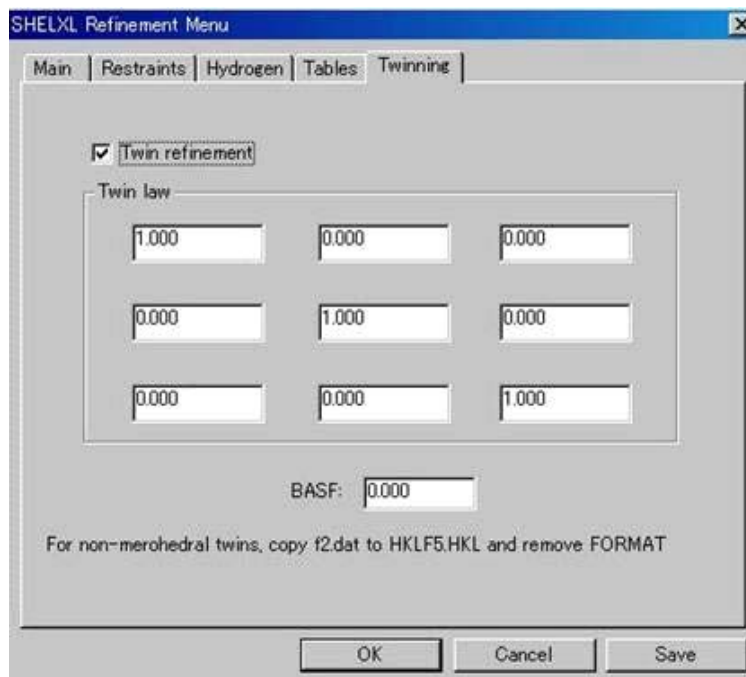 SHELXL Refinement Menu
Main Restraints Hydrogen Tables Twinning
Twin refinement
Twin law
1.000 0.000 0.000
0.000 1.000 0.000
0.000 0.000 1.000
BASF: 0.000
For non-merohedral twins, copy f2.dat to HKLF5.HKL and remove FORMAT
OK Cancel Save